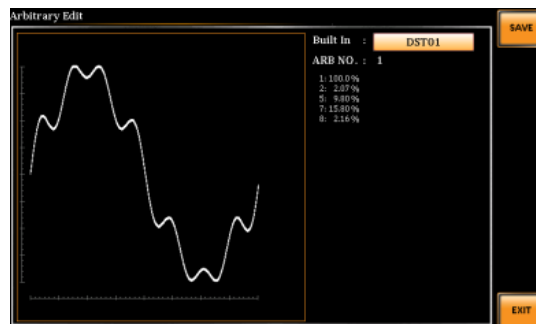 Arbitrary Edit
SAVE
Built In : DST01
ARB NO. : 1
1: 100.0 %
2: 2.07 %
5: 9.80 %
7: 15.80 %
8: 2.16 %
EXIT